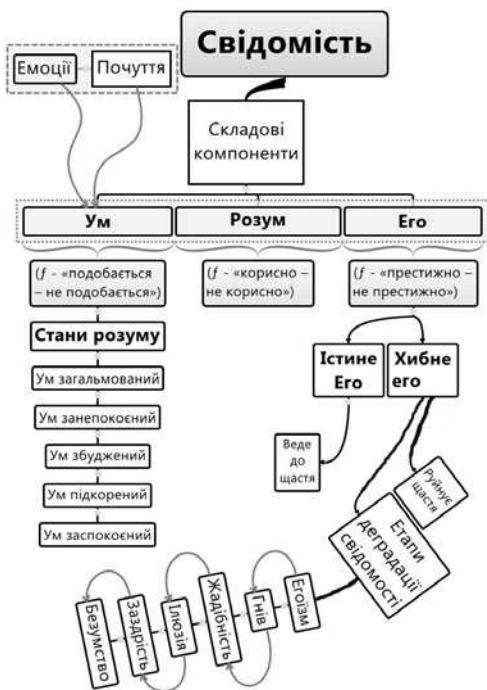 Свідомість
Емоції
Почуття
Складові
компоненти
Ум
Розум
Его
(f - «подобається
– не подобається»)
(f - «корисно –
не корисно»)
(f - «престижно –
не престижно»)
Стани розуму
Ум загальмований
Ум занепокоєний
Ум збуджений
Ум підкорений
Ум заспокоєний
Істине
Его
Хибне
его
Веде
до
щастя
Руйнує
щастя
Етапи
деградації
свідомості
Егоїзм
Гнів
Жадібність
Ілюзія
Заздрість
Безумство